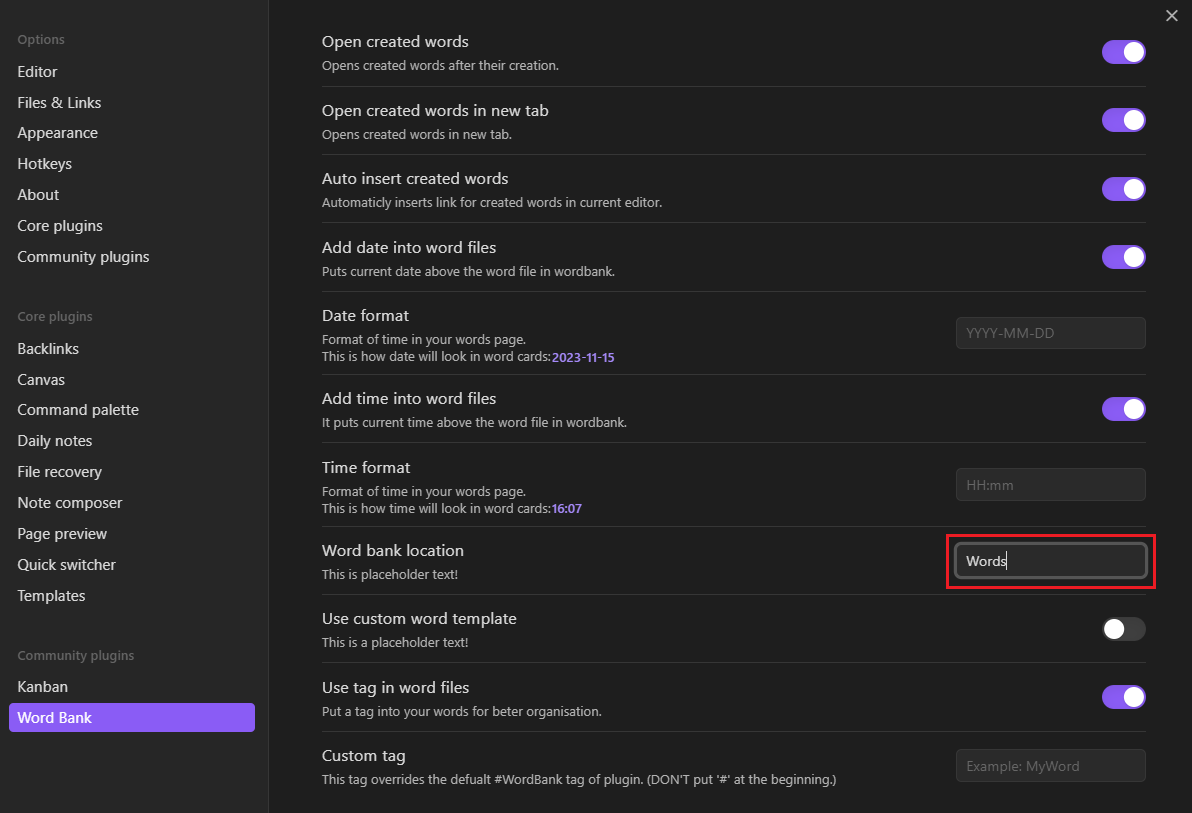 Options
Editor
Files & Links
Appearance
Hotkeys
About
Core plugins
Community plugins
Core plugins
Backlinks
Canvas
Command palette
Daily notes
File recovery
Note composer
Page preview
Quick switcher
Templates
Community plugins
Kanban
Word Bank
Open created words
Opens created words after their creation.
Open created words in new tab
Opens created words in new tab.
Auto insert created words
Automaticly inserts link for created words in current editor.
Add date into word files
Puts current date above the word file in wordbank.
Date format
Format of time in your words page.
This is how date will look in word cards:2023-11-15
YYYY-MM-DD
Add time into word files
It puts current time above the word file in wordbank.
Time format
Format of time in your words page.
This is how time will look in word cards:16:07
HH:mm
Word bank location
This is placeholder text!
Words
Use custom word template
This is a placeholder text!
Use tag in word files
Put a tag into your words for beter organisation.
Custom tag
This tag overrides the defualt #WordBank tag of plugin. (DON'T put '#' at the beginning.)
Example: MyWord